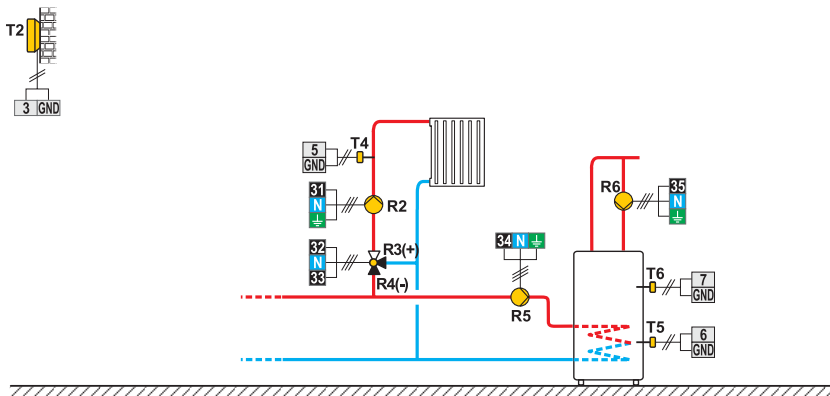 T2
3 GND
5
GND
T4
31
N
R2
32
N
33
R3(+)
R4(-)
34 N
R5
R6
35
N
T6
7
GND
T5
6
GND